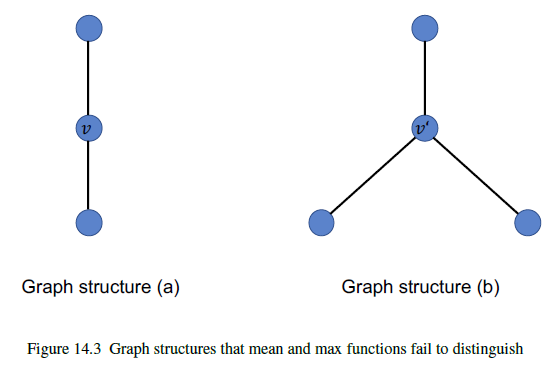 v
v'
Graph structure (a)
Graph structure (b)
Figure 14.3 Graph structures that mean and max functions fail to distinguish